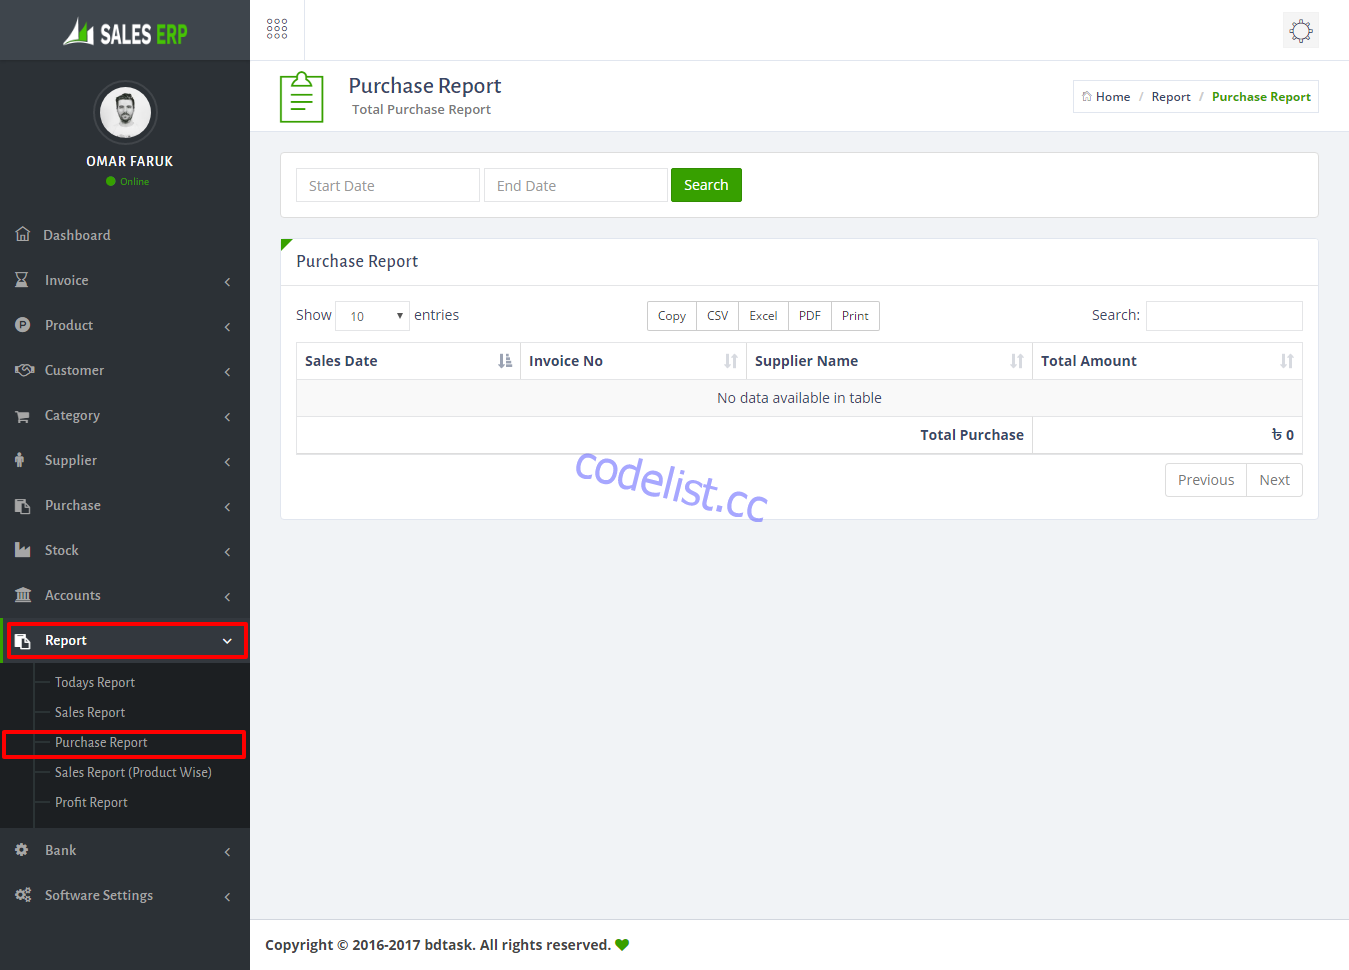 SALES ERP
OMAR FARUK
Online
Dashboard
Invoice
Product
Customer
Category
Supplier
Purchase
Stock
Accounts
Report
Todays Report
Sales Report
Purchase Report
Sales Report (Product Wise)
Profit Report
Bank
Software Settings
Purchase Report
Total Purchase Report
Home / Report / Purchase Report
Start Date End Date Search
Purchase Report
Show 10 entries Copy CSV Excel PDF Print Search:
Sales Date Invoice No Supplier Name Total Amount
No data available in table
Total Purchase ৳ 0
codelist.cc
Previous Next
Copyright © 2016-2017 bdtask. All rights reserved.